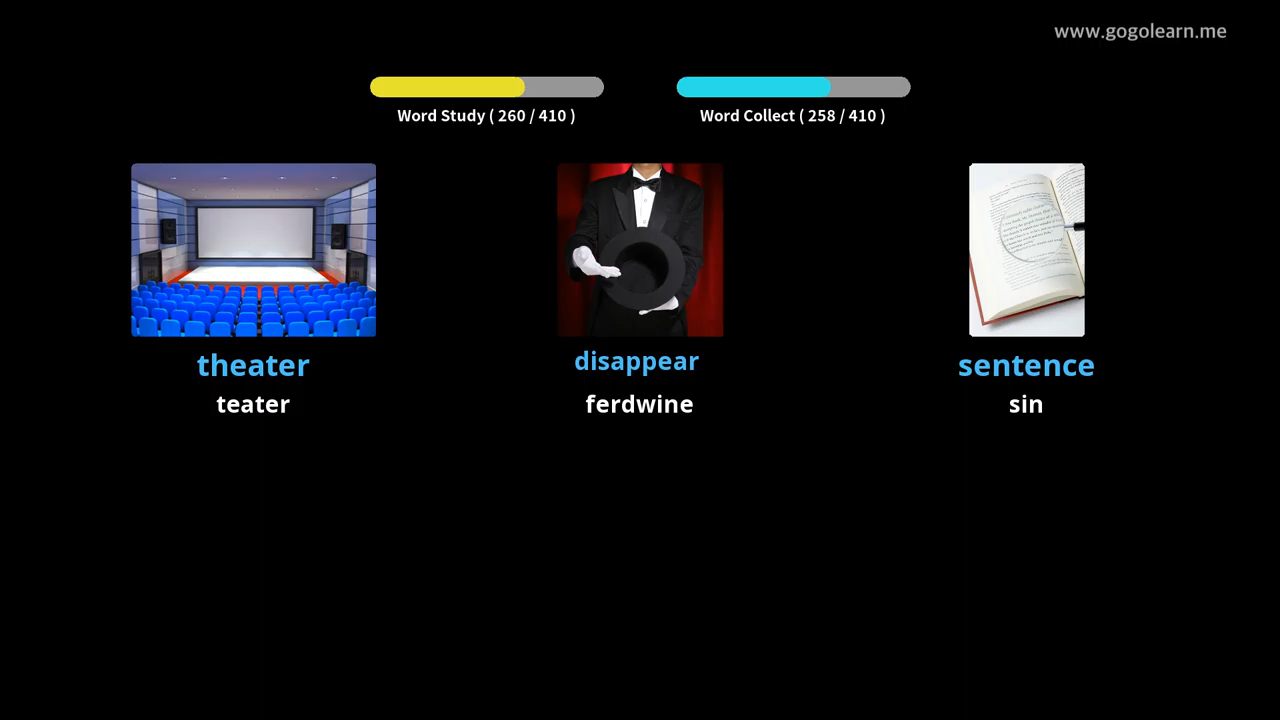 www.gogolearn.me
Word Study ( 260 / 410 )
Word Collect ( 258 / 410 )
theater
disappear
sentence
teater
ferdwine
sin